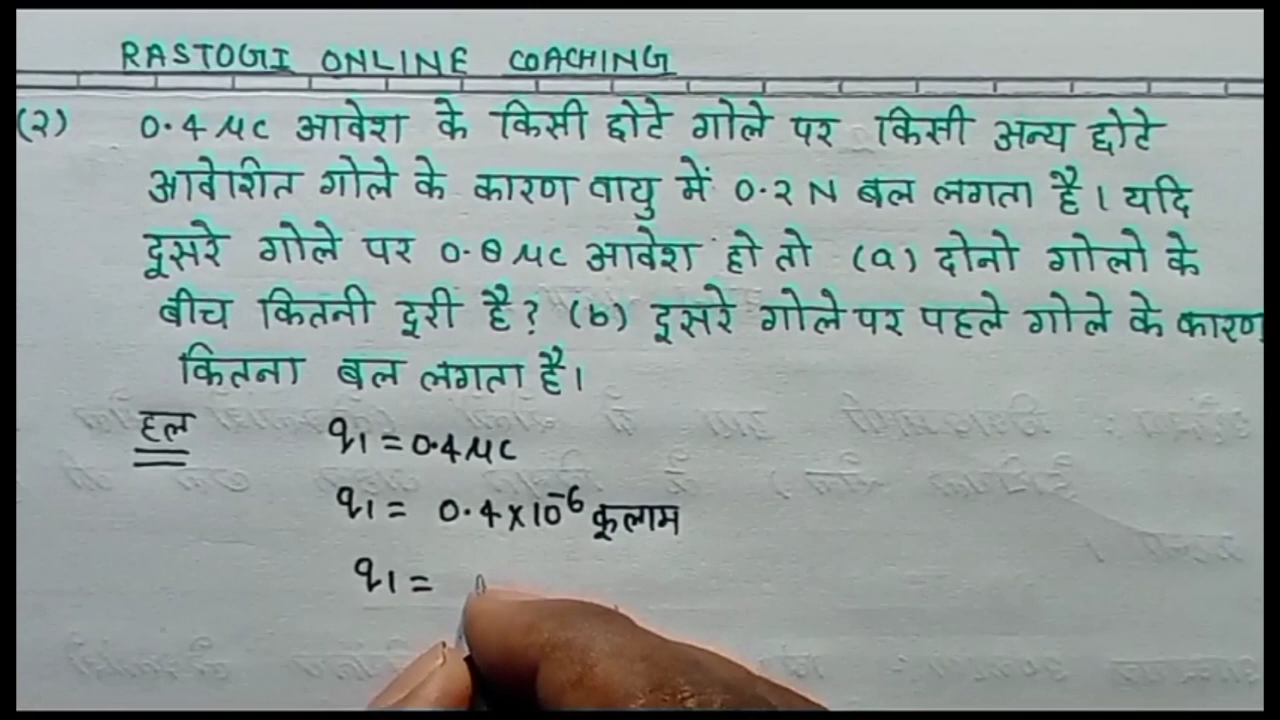 RASTOGI ONLINE COACHING
(२) 0.4 μc आवेश के किसी छोटे गोले पर किसी अन्य छोटे
आवेशित गोले के कारण वायु में 0.2 N बल लगता है। यदि
दूसरे गोले पर 0.8 μc आवेश हो तो (a) दोनो गोलो के
बीच कितनी दूरी है? (b) दूसरे गोले पर पहले गोले के कारण
कितना बल लगता है।
हल q₁ = 0.4 μc
q₁ = 0.4×10⁻⁶ कूलाम
q₁ =